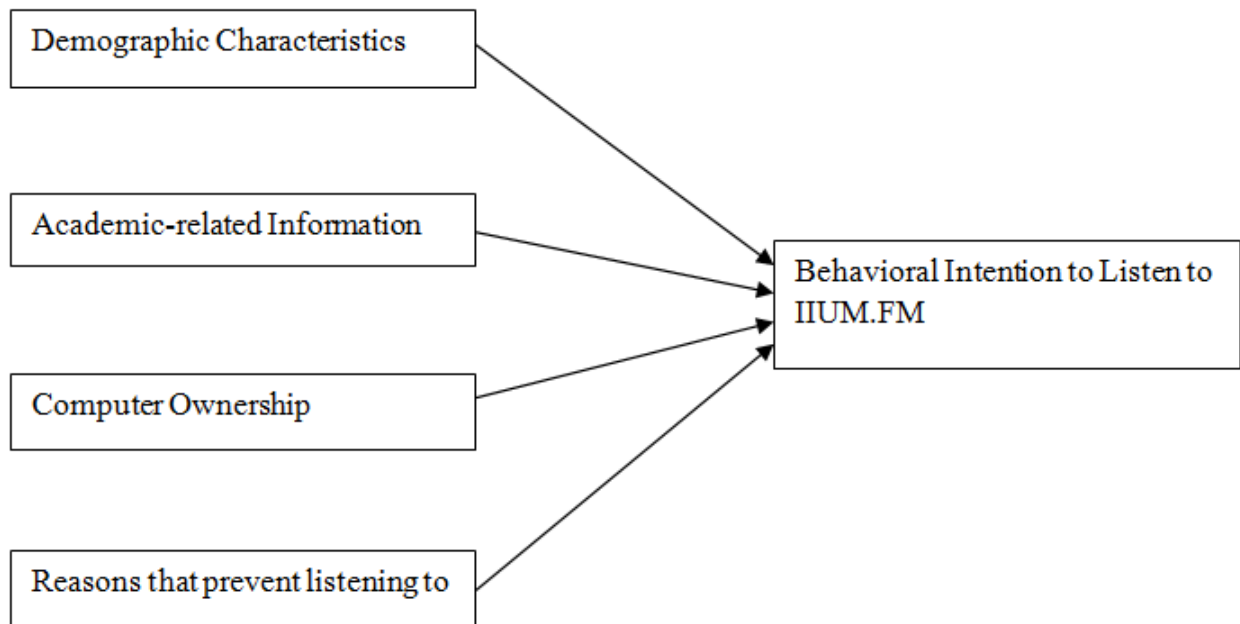 Demographic Characteristics
Academic-related Information
Behavioral Intention to Listen to
IIUM.FM
Computer Ownership
Reasons that prevent listening to